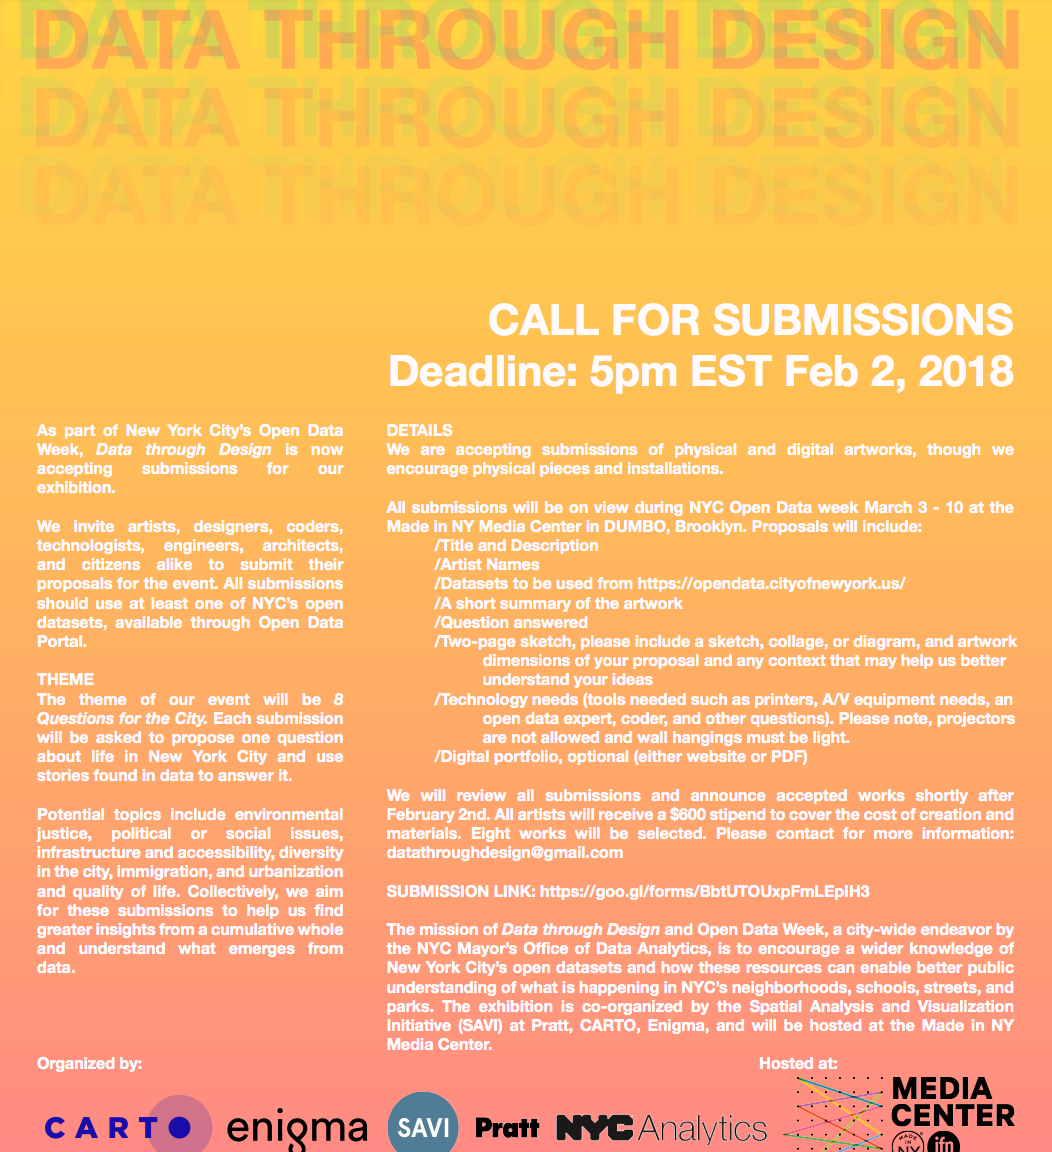 DATA THROUGH DESIGN
DATA THROUGH DESIGN
DATA THROUGH DESIGN
CALL FOR SUBMISSIONS
Deadline: 5pm EST Feb 2, 2018
As part of New York City’s Open Data
Week, Data through Design is now
accepting submissions for our
exhibition.
We invite artists, designers, coders,
technologists, engineers, architects,
and citizens alike to submit their
proposals for the event. All submissions
should use at least one of NYC’s open
datasets, available through Open Data
Portal.
THEME
The theme of our event will be 8
Questions for the City. Each submission
will be asked to propose one question
about life in New York City and use
stories found in data to answer it.
Potential topics include environmental
justice, political or social issues,
infrastructure and accessibility, diversity
in the city, immigration, and urbanization
and quality of life. Collectively, we aim
for these submissions to help us find
greater insights from a cumulative whole
and understand what emerges from
data.
DETAILS
We are accepting submissions of physical and digital artworks, though we
encourage physical pieces and installations.
All submissions will be on view during NYC Open Data week March 3 - 10 at the
Made in NY Media Center in DUMBO, Brooklyn. Proposals will include:
/Title and Description
/Artist Names
/Datasets to be used from https://opendata.cityofnewyork.us/
/A short summary of the artwork
/Question answered
/Two-page sketch, please include a sketch, collage, or diagram, and artwork
dimensions of your proposal and any context that may help us better
understand your ideas
/Technology needs (tools needed such as printers, A/V equipment needs, an
open data expert, coder, and other questions). Please note, projectors
are not allowed and wall hangings must be light.
/Digital portfolio, optional (either website or PDF)
We will review all submissions and announce accepted works shortly after
February 2nd. All artists will receive a $600 stipend to cover the cost of creation and
materials. Eight works will be selected. Please contact for more information:
datathroughdesign@gmail.com
SUBMISSION LINK: https://goo.gl/forms/BbtUTOUxpFmLEpIH3
The mission of Data through Design and Open Data Week, a city-wide endeavor by
the NYC Mayor’s Office of Data Analytics, is to encourage a wider knowledge of
New York City’s open datasets and how these resources can enable better public
understanding of what is happening in NYC’s neighborhoods, schools, streets, and
parks. The exhibition is co-organized by the Spatial Analysis and Visualization
Initiative (SAVI) at Pratt, CARTO, Enigma, and will be hosted at the Made in NY
Media Center.
Organized by:
Hosted at:
CARTO
enigma
SAVI
Pratt
NYC Analytics
MEDIA
CENTER
MADE
IN
NY
ifp